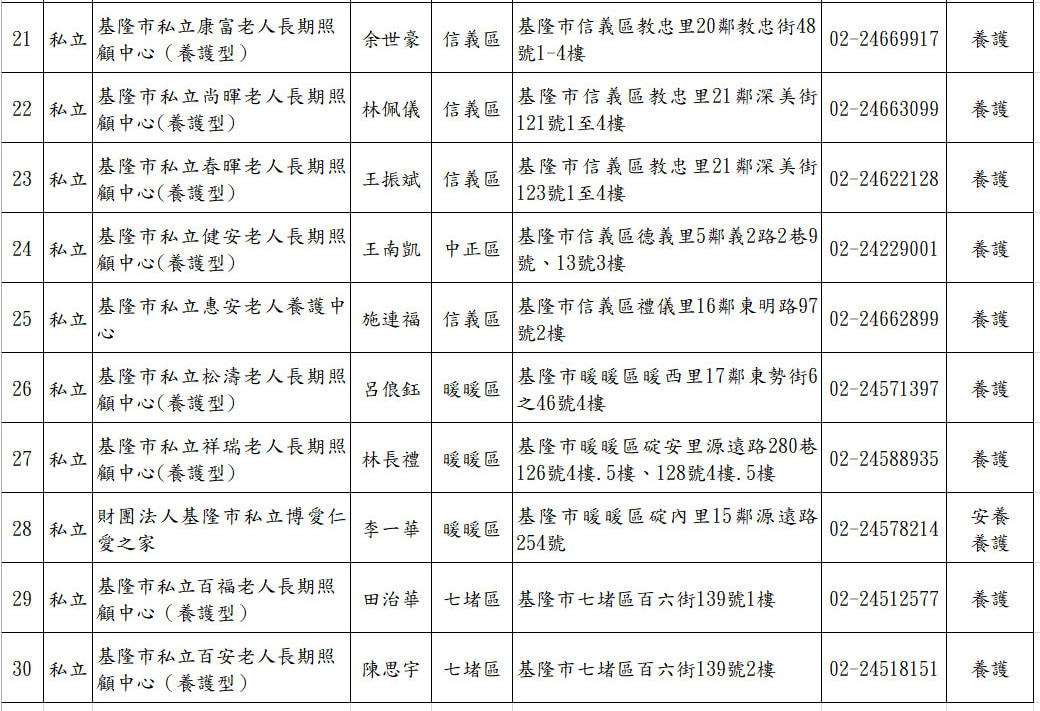 21 私立 基隆市私立康富老人長期照 余世豪 信義區 基隆市信義區教忠里20鄰教忠街48 02-24669917 養護
顧中心（養護型） 號1-4樓
22 私立 基隆市私立尚暉老人長期照 林佩儀 信義區 基隆市信義區教忠里21鄰深美街 02-24663099 養護
顧中心(養護型) 121號1至4樓
23 私立 基隆市私立春暉老人長期照 王振斌 信義區 基隆市信義區教忠里21鄰深美街 02-24622128 養護
顧中心(養護型) 123號1至4樓
24 私立 基隆市私立健安老人長期照 王南凱 中正區 基隆市信義區德義里5鄰義2路2巷9 02-24229001 養護
顧中心(養護型) 號、13號3樓
25 私立 基隆市私立惠安老人養護中 施連福 信義區 基隆市信義區禮儀里16鄰東明路97 02-24662899 養護
心 號2樓
26 私立 基隆市私立松濤老人長期照 呂俍鈺 暖暖區 基隆市暖暖區暖西里17鄰東勢街6 02-24571397 養護
顧中心(養護型) 之46號4樓
27 私立 基隆市私立祥瑞老人長期照 林長禮 暖暖區 基隆市暖暖區碇安里源遠路280巷 02-24588935 養護
顧中心(養護型) 126號4樓.5樓、128號4樓.5樓
28 私立 財團法人基隆市私立博愛仁 李一華 暖暖區 基隆市暖暖區碇內里15鄰源遠路 02-24578214 安養
愛之家 254號 養護
29 私立 基隆市私立百福老人長期照 田治華 七堵區 基隆市七堵區百六街139號1樓 02-24512577 養護
顧中心（養護型）
30 私立 基隆市私立百安老人長期照 陳思宇 七堵區 基隆市七堵區百六街139號2樓 02-24518151 養護
顧中心（養護型）